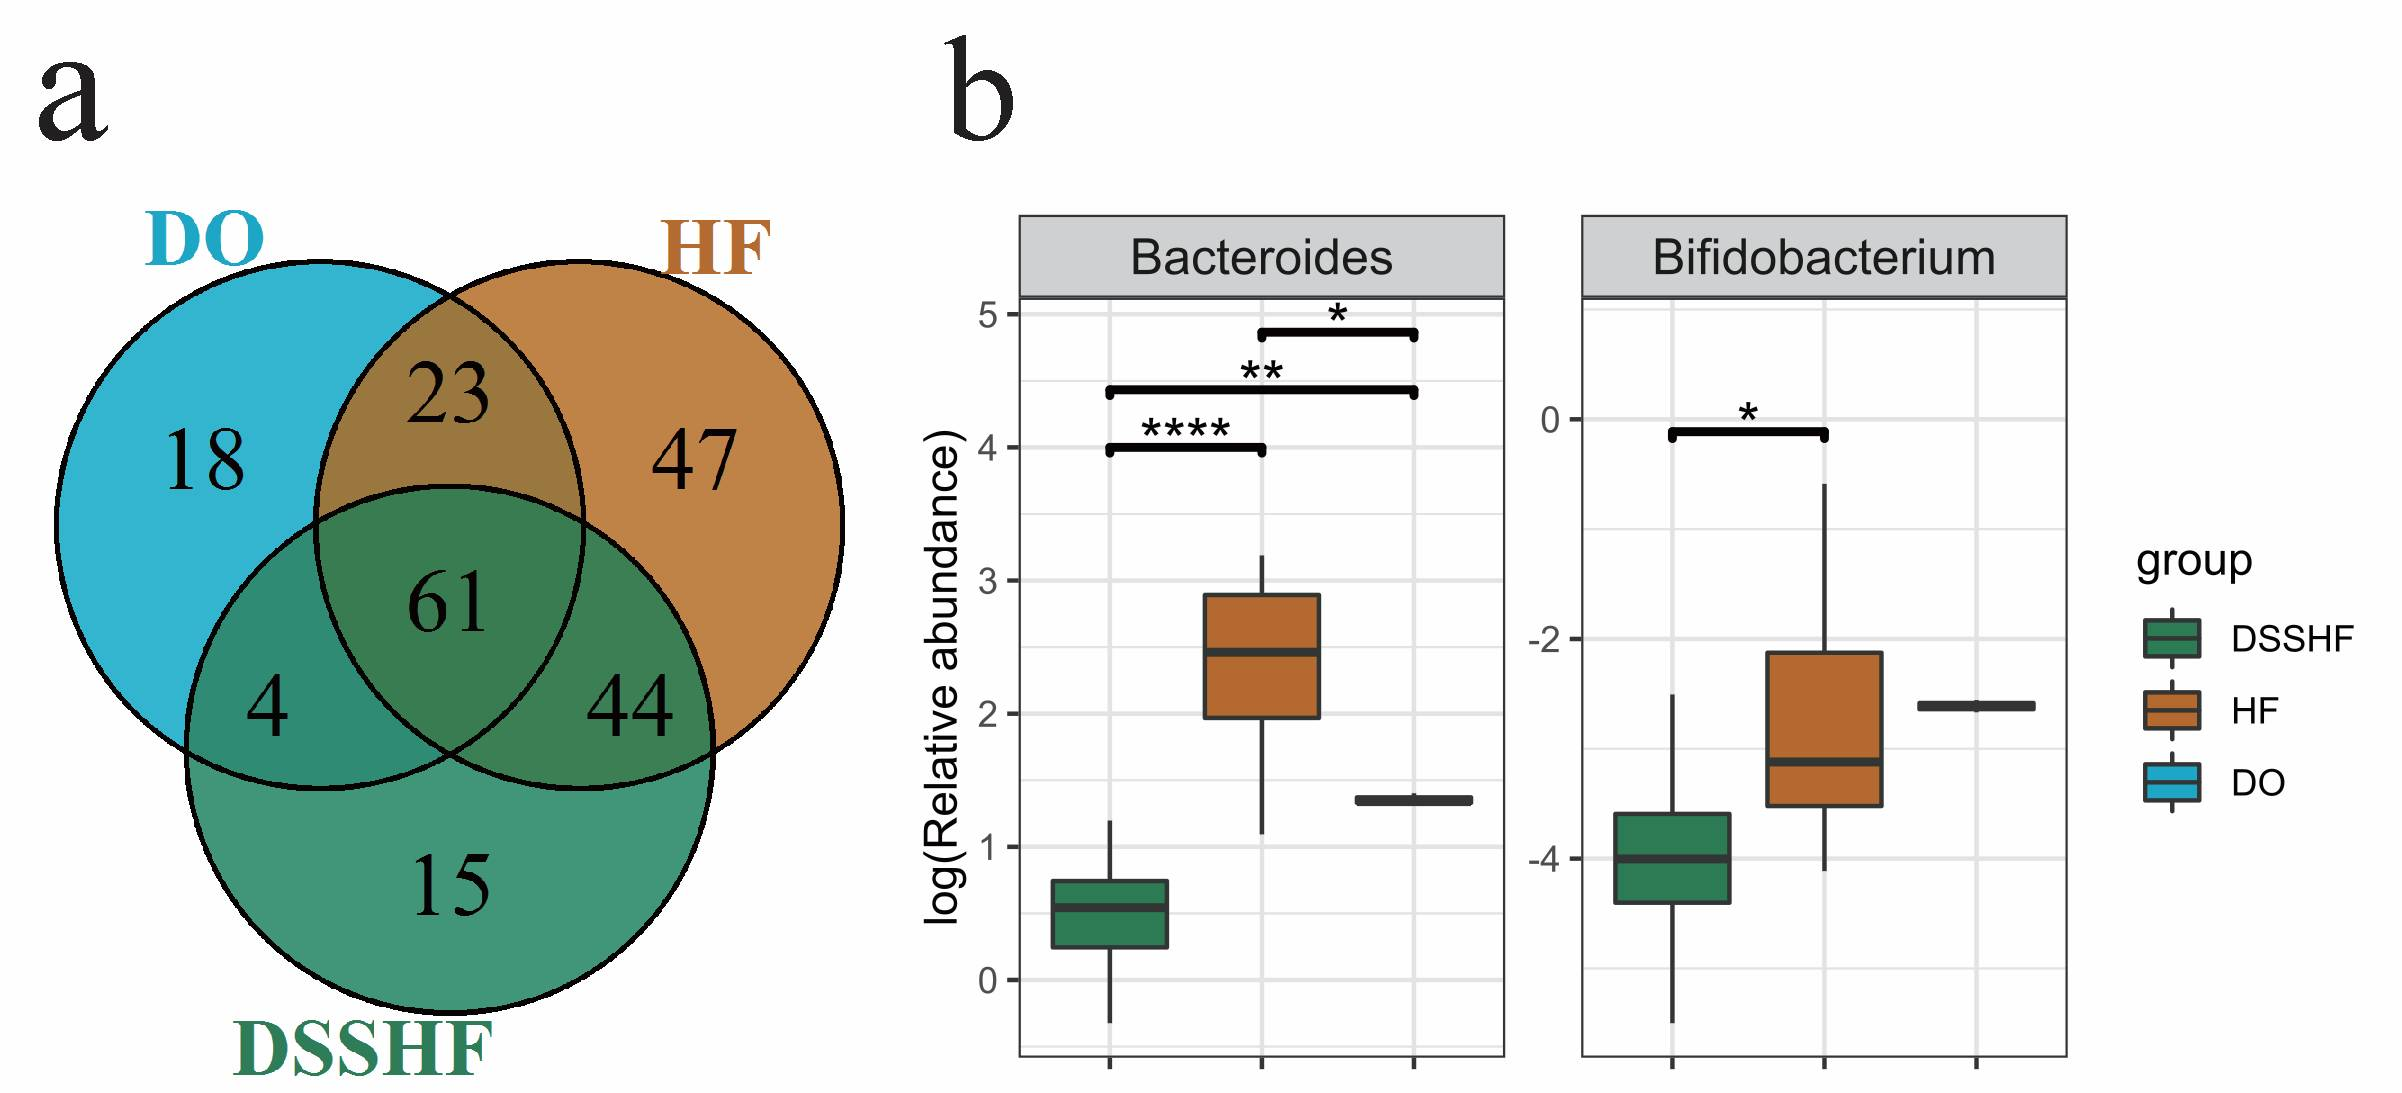 a
DO
HF
23
18
47
61
4
44
15
DSSHF
b
Bacteroides
Bifidobacterium
log(Relative abundance)
5
4
3
2
1
0
*
**
****
0
-2
-4
*
group
DSSHF
HF
DO